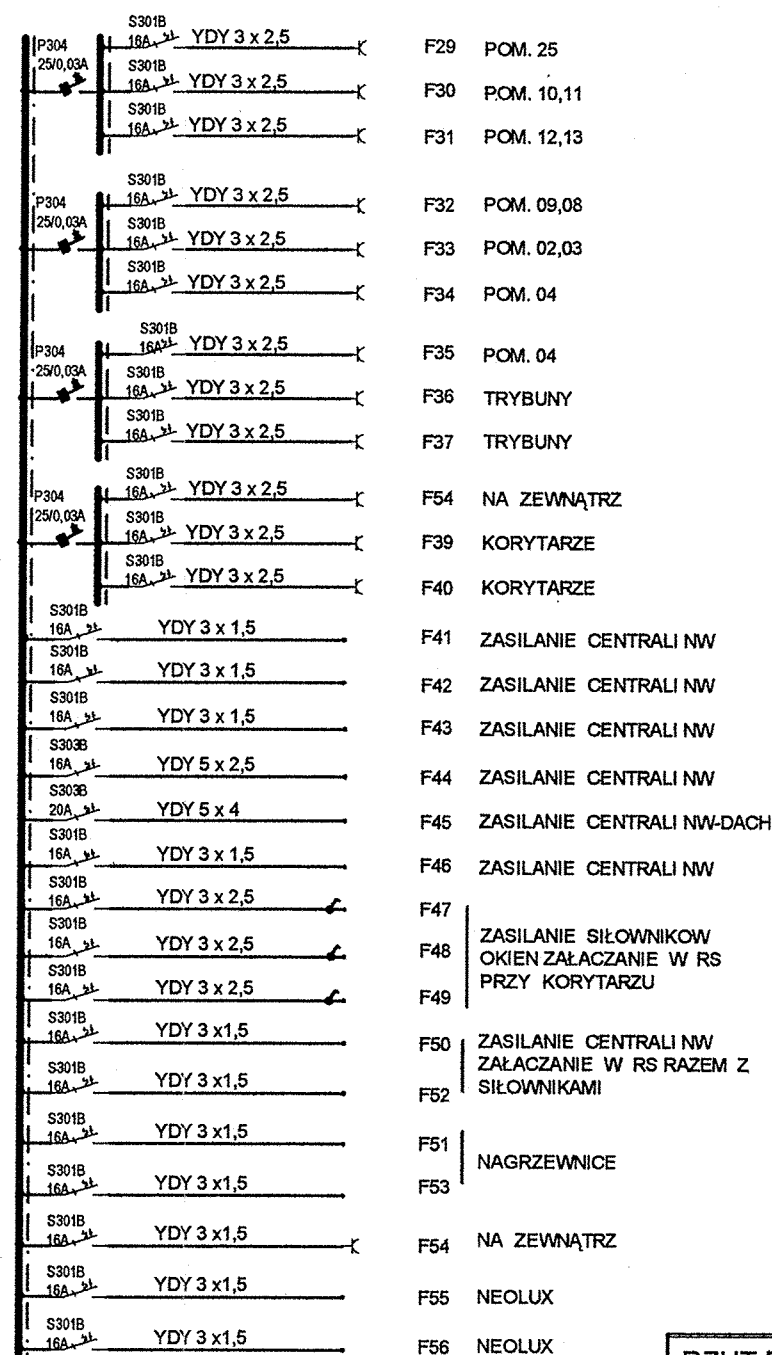 S301B
P304 16A YDY 3 x 2,5 F29 POM. 25
25/0,03A S301B
16A YDY 3 x 2,5 F30 POM. 10,11
S301B
16A YDY 3 x 2,5 F31 POM. 12,13
S301B
P304 16A YDY 3 x 2,5 F32 POM. 09,08
25/0,03A S301B
16A YDY 3 x 2,5 F33 POM. 02,03
S301B
16A YDY 3 x 2,5 F34 POM. 04
S301B
P304 16A YDY 3 x 2,5 F35 POM. 04
25/0,03A S301B
16A YDY 3 x 2,5 F36 TRYBUNY
S301B
16A YDY 3 x 2,5 F37 TRYBUNY
S301B
P304 16A YDY 3 x 2,5 F54 NA ZEWNĄTRZ
25/0,03A S301B
16A YDY 3 x 2,5 F39 KORYTARZE
S301B
16A YDY 3 x 2,5 F40 KORYTARZE
S301B
16A YDY 3 x 1,5 F41 ZASILANIE CENTRALI NW
S301B
16A YDY 3 x 1,5 F42 ZASILANIE CENTRALI NW
S301B
16A YDY 3 x 1,5 F43 ZASILANIE CENTRALI NW
S303B
16A YDY 5 x 2,5 F44 ZASILANIE CENTRALI NW
S303B
20A YDY 5 x 4 F45 ZASILANIE CENTRALI NW-DACH
S301B
16A YDY 3 x 1,5 F46 ZASILANIE CENTRALI NW
S301B
16A YDY 3 x 2,5 F47
S301B
ZASILANIE SIŁOWNIKOW
16A YDY 3 x 2,5 F48 OKIEN ZAŁACZANIE W RS
S301B
PRZY KORYTARZU
16A YDY 3 x 2,5 F49
S301B
16A YDY 3 x1,5 F50 ZASILANIE CENTRALI NW
ZAŁACZANIE W RS RAZEM Z
S301B
16A YDY 3 x1,5 F52 SIŁOWNIKAMI
S301B
16A YDY 3 x1,5 F51
NAGRZEWNICE
S301B
16A YDY 3 x1,5 F53
S301B
16A YDY 3 x1,5 F54 NA ZEWNĄTRZ
S301B
16A YDY 3 x1,5 F55 NEOLUX
S301B
16A YDY 3 x1,5 F56 NEOLUX